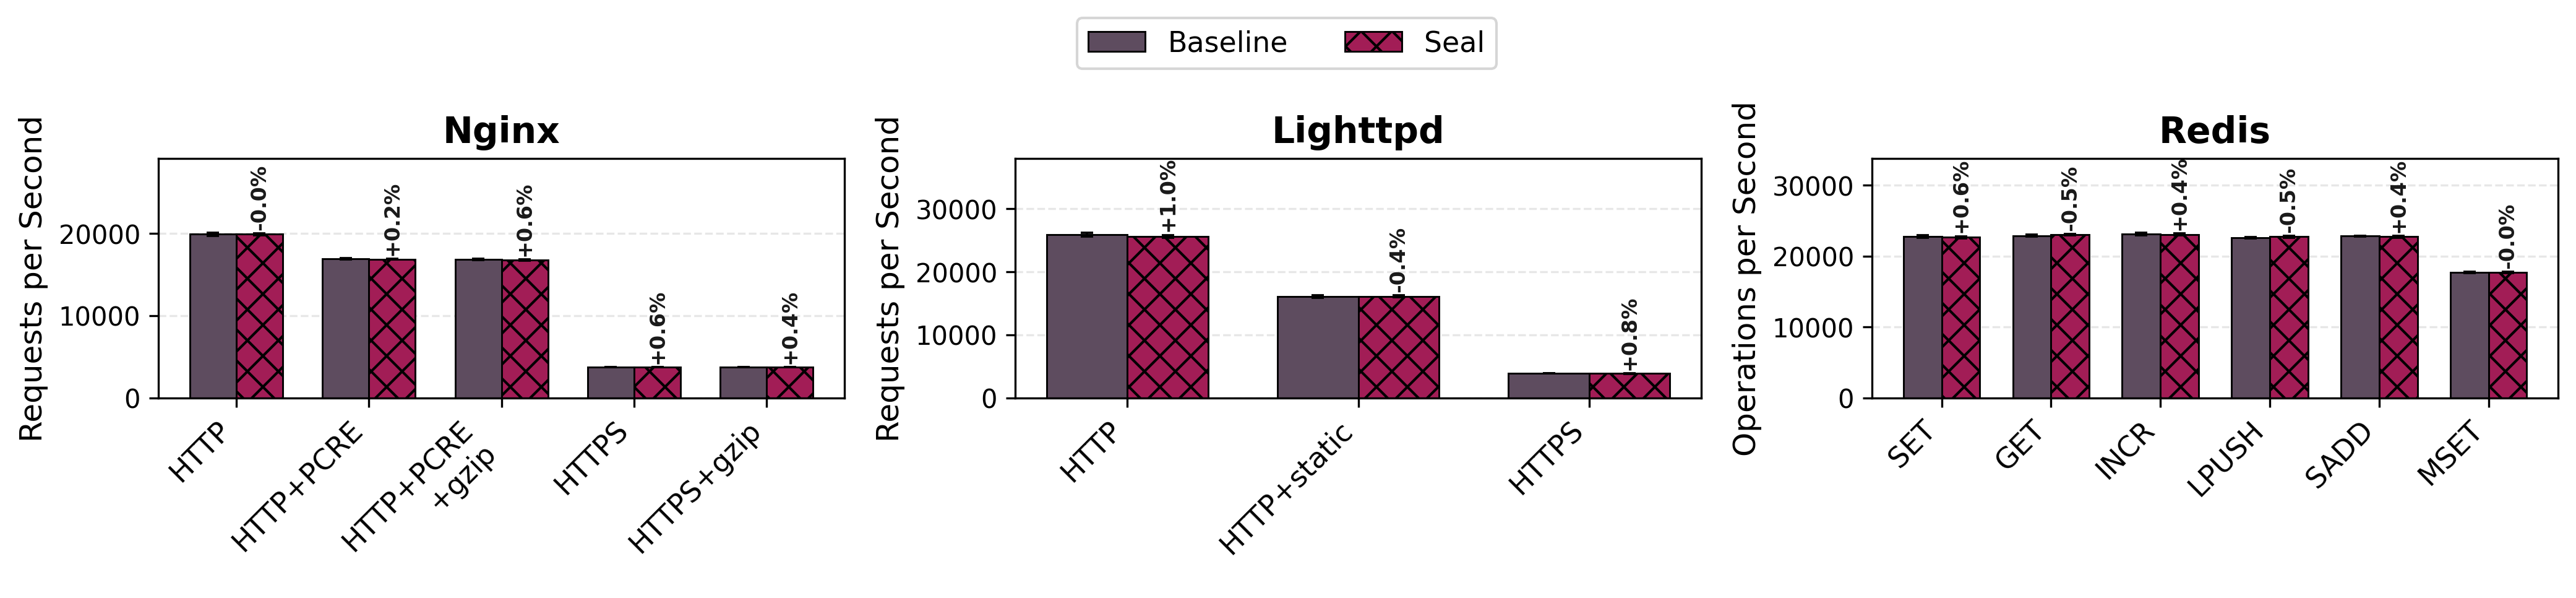 Baseline
Seal
Nginx
Requests per Second
20000
10000
0
-0.0%
+0.2%
+0.6%
+0.6%
+0.4%
HTTP
HTTP+PCRE
HTTP+PCRE
+gzip
HTTPS
HTTPS+gzip
Lighttpd
Requests per Second
30000
20000
10000
0
+1.0%
-0.4%
+0.8%
HTTP
HTTP+static
HTTPS
Redis
Operations per Second
30000
20000
10000
0
+0.6%
-0.5%
+0.4%
-0.5%
+0.4%
-0.0%
SET
GET
INCR
LPUSH
SADD
MSET